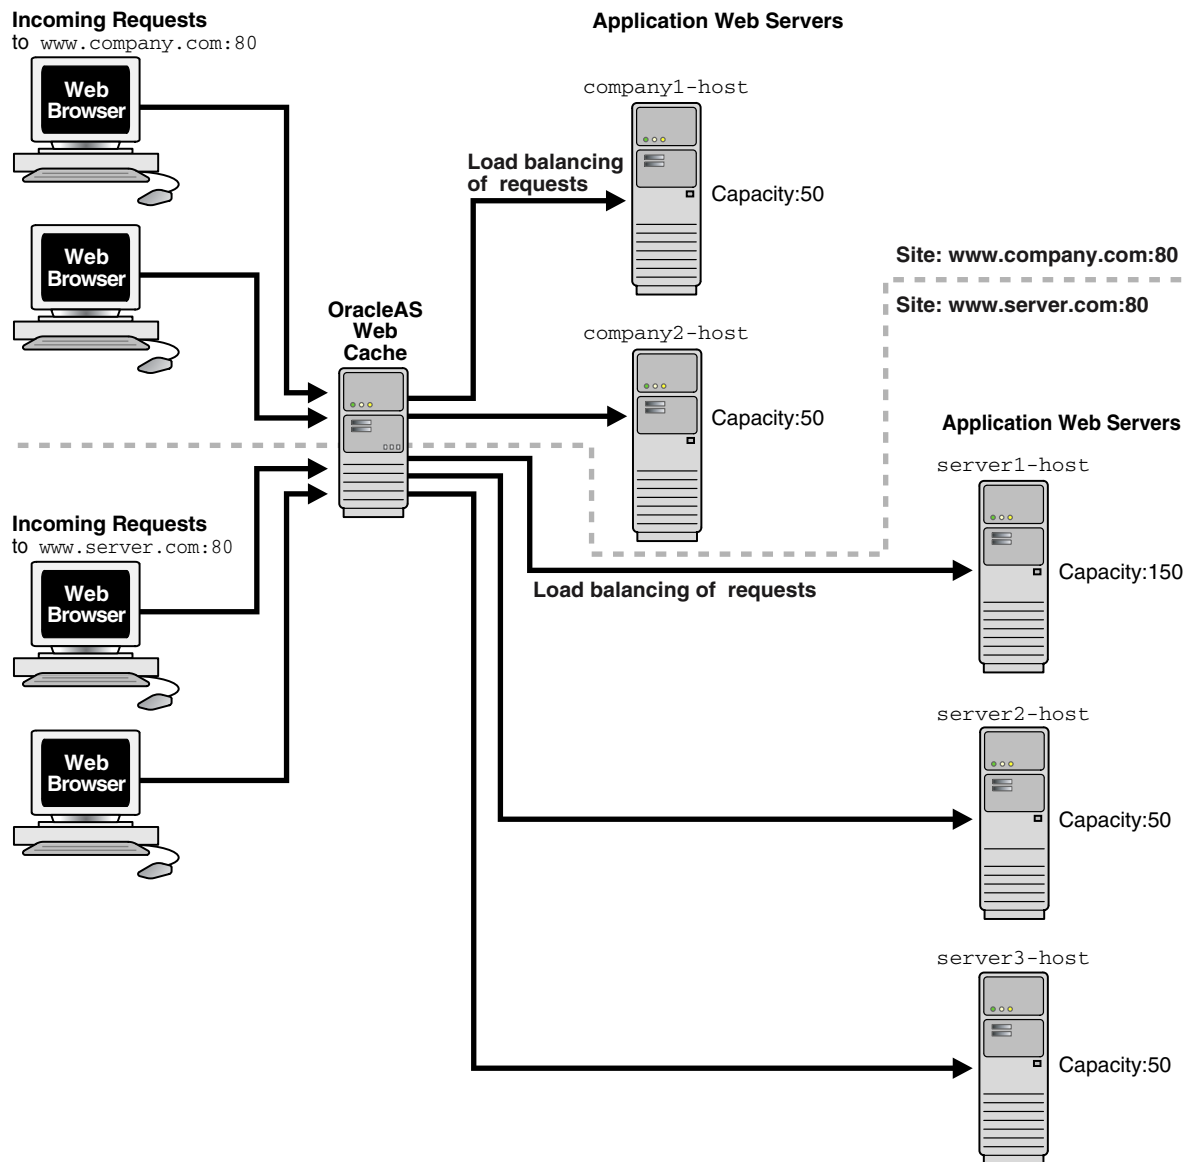 Incoming Requests
to www.company.com:80
Web
Browser
Web
Browser
Application Web Servers
company1-host
Load balancing
of requests
Capacity:50
Site: www.company.com:80
Site: www.server.com:80
OracleAS
Web
Cache
company2-host
Capacity:50
Application Web Servers
server1-host
Capacity:150
Load balancing of requests
Incoming Requests
to www.server.com:80
Web
Browser
Web
Browser
server2-host
Capacity:50
server3-host
Capacity:50